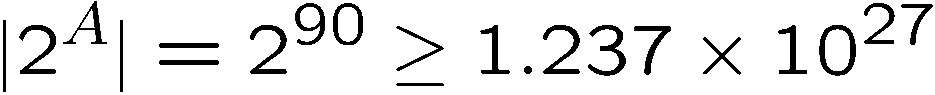 |2^A| = 2^90 ≥ 1.237 × 10^27